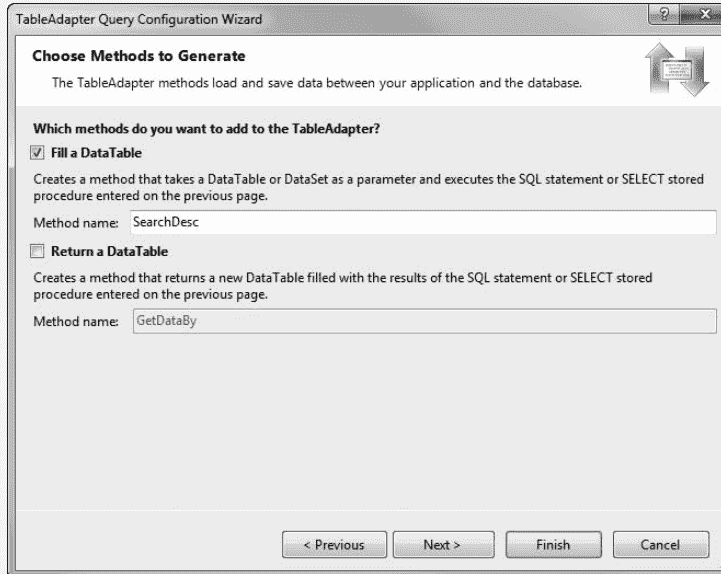 TableAdapter Query Configuration Wizard
Choose Methods to Generate
The TableAdapter methods load and save data between your application and the database.
Which methods do you want to add to the TableAdapter?
Fill a DataTable
Creates a method that takes a DataTable or DataSet as a parameter and executes the SQL statement or SELECT stored
procedure entered on the previous page.
Method name: SearchDesc
Return a DataTable
Creates a method that returns a new DataTable filled with the results of the SQL statement or SELECT stored
procedure entered on the previous page.
Method name: GetDataBy
< Previous Next > Finish Cancel